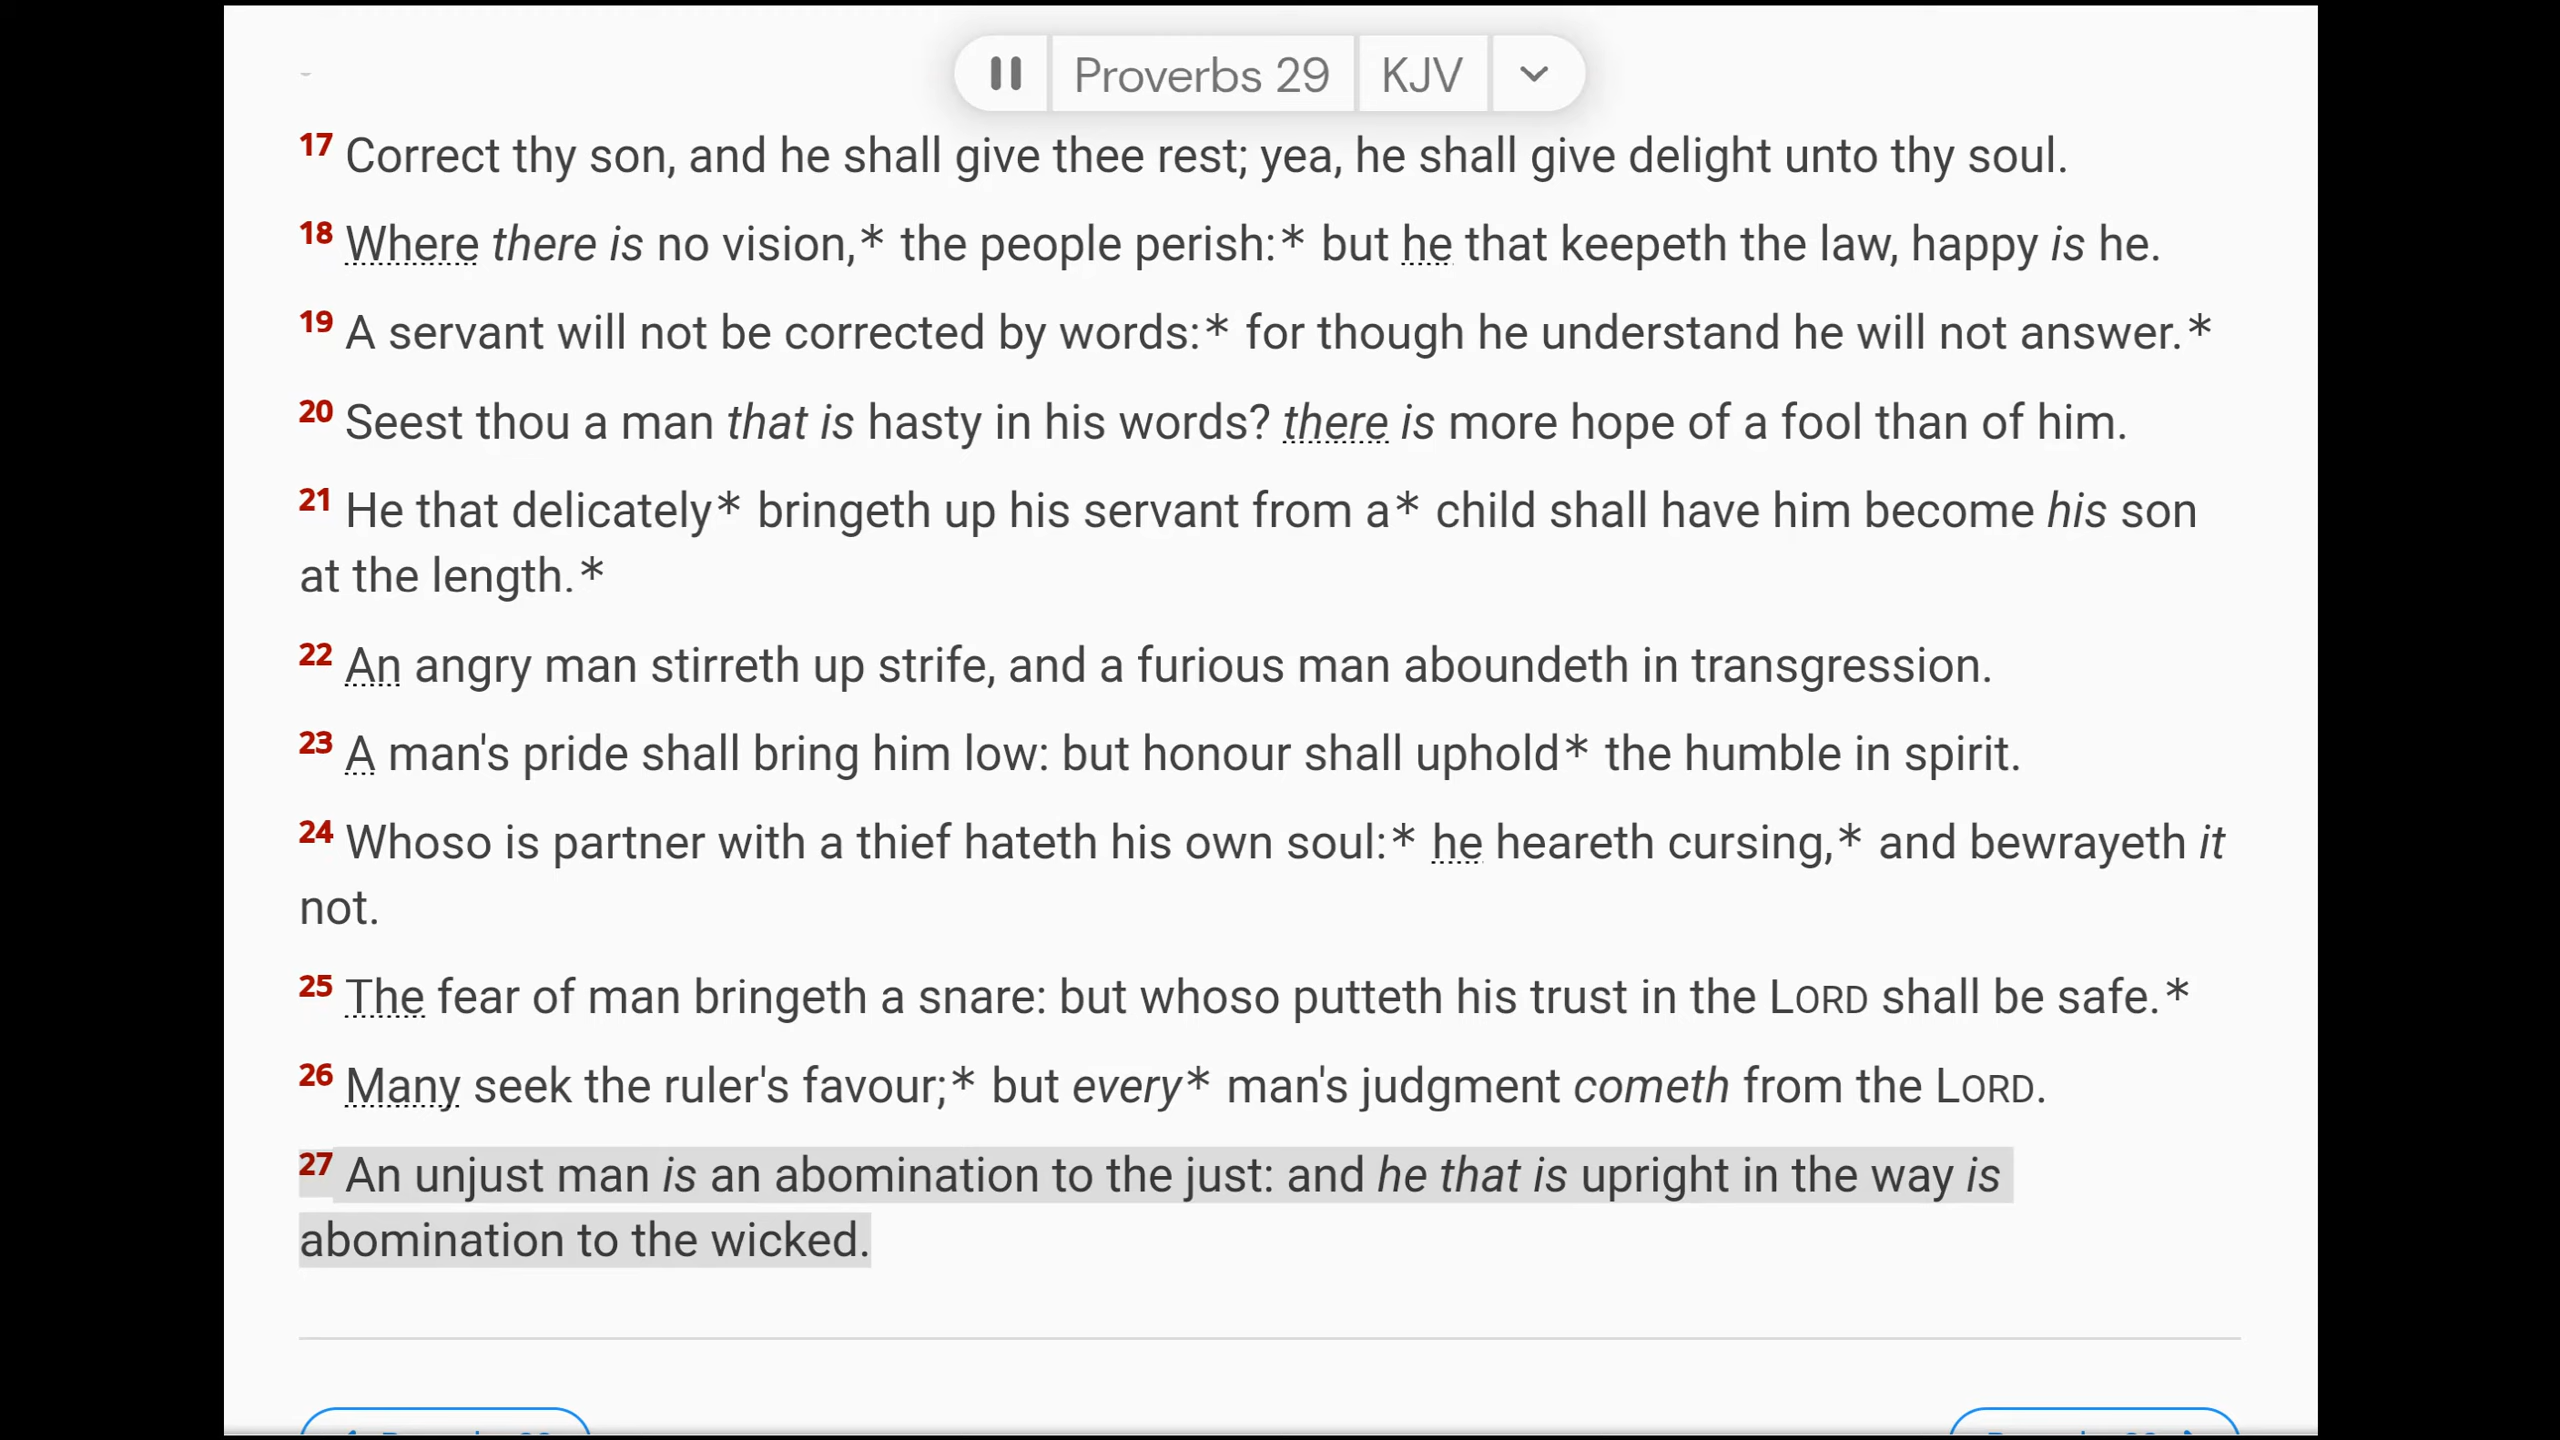 Proverbs 29 KJV
17 Correct thy son, and he shall give thee rest; yea, he shall give delight unto thy soul.
18 Where there is no vision,* the people perish:* but he that keepeth the law, happy is he.
19 A servant will not be corrected by words:* for though he understand he will not answer.*
20 Seest thou a man that is hasty in his words? there is more hope of a fool than of him.
21 He that delicately* bringeth up his servant from a* child shall have him become his son
at the length.*
22 An angry man stirreth up strife, and a furious man aboundeth in transgression.
23 A man's pride shall bring him low: but honour shall uphold* the humble in spirit.
24 Whoso is partner with a thief hateth his own soul:* he heareth cursing,* and bewrayeth it
not.
25 The fear of man bringeth a snare: but whoso putteth his trust in the LORD shall be safe.*
26 Many seek the ruler's favour;* but every* man's judgment cometh from the LORD.
27 An unjust man is an abomination to the just: and he that is upright in the way is
abomination to the wicked.